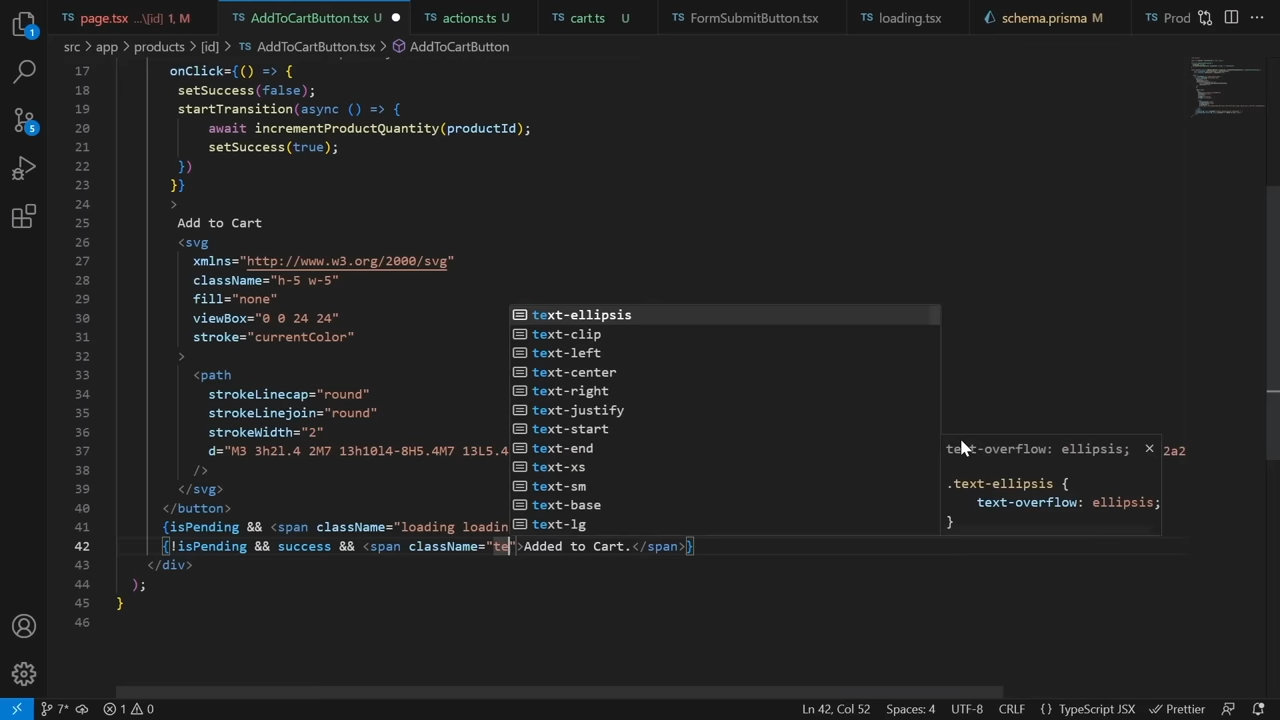 page.tsx ...\[id] 1, M
AddToCartButton.tsx U
actions.ts U
cart.ts U
FormSubmitButton.tsx
loading.tsx
schema.prisma M
Prod
src > app > products > [id] > AddToCartButton.tsx > AddToCartButton
17 onClick={() => {
18 setSuccess(false);
19 startTransition(async () => {
20 await incrementProductQuantity(productId);
21 setSuccess(true);
22 })
23 }}
24 >
25 Add to Cart
26 <svg
27 xmlns="http://www.w3.org/2000/svg"
28 className="h-5 w-5"
29 fill="none"
30 viewBox="0 0 24 24"
31 stroke="currentColor"
32 >
33 <path
34 strokeLinecap="round"
35 strokeLinejoin="round"
36 strokeWidth="2"
37 d="M3 3h2l.4 2M7 13h10l4-8H5.4M7 13L5.4 2a2
38 />
39 </svg>
40 </button>
41 {isPending && <span className="loading loadin
42 {!isPending && success && <span className="te">Added to Cart.</span>}
43 </div>
44 );
45 }
46
text-ellipsis
text-clip
text-left
text-center
text-right
text-justify
text-start
text-end
text-xs
text-sm
text-base
text-lg
text-overflow: ellipsis;
.text-ellipsis {
text-overflow: ellipsis;
}
1
5
7*
1 0
Ln 42, Col 52
Spaces: 4
UTF-8
CRLF
{} TypeScript JSX
Prettier